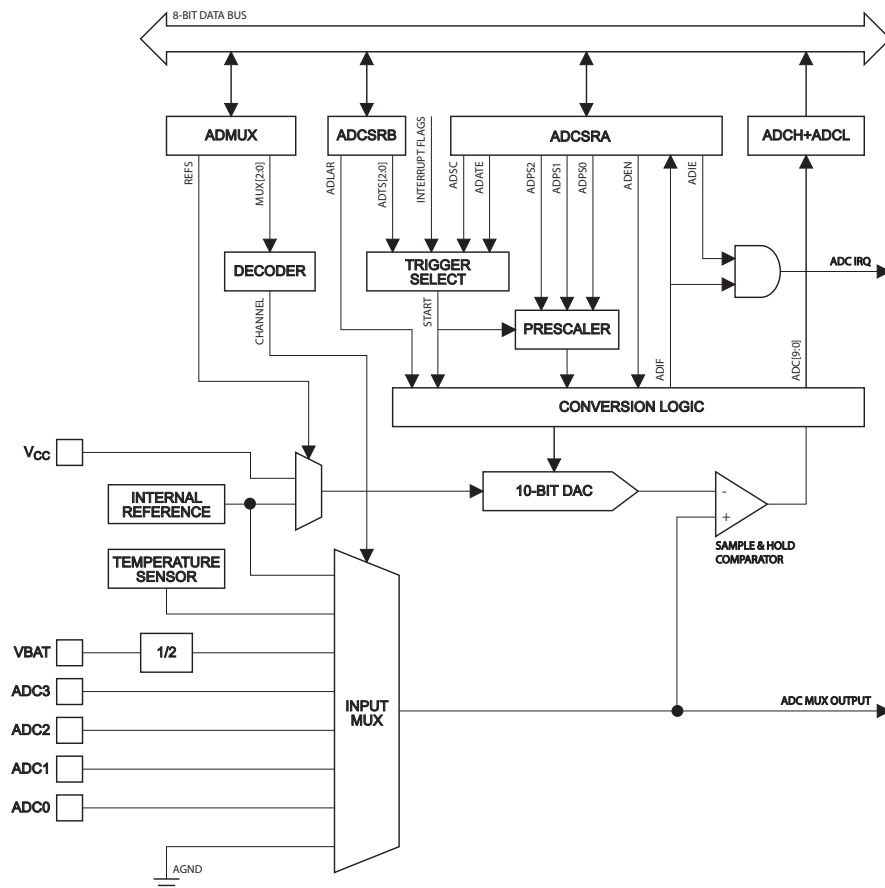 8-BIT DATA BUS
ADMUX
ADCSRB
ADCSRA
ADCH+ADCL
REFS
MUX[2:0]
ADLAR
ADTS[2:0]
INTERRUPT FLAGS
ADSC
ADATE
ADPS2
ADPS1
ADPS0
ADEN
ADIE
DECODER
TRIGGER
SELECT
ADC IRQ
CHANNEL
START
PRESCALER
ADIF
ADC[9:0]
CONVERSION LOGIC
VCC
INTERNAL
REFERENCE
10-BIT DAC
-
+
SAMPLE & HOLD
COMPARATOR
TEMPERATURE
SENSOR
VBAT
1/2
ADC3
INPUT
MUX
ADC MUX OUTPUT
ADC2
ADC1
ADC0
AGND